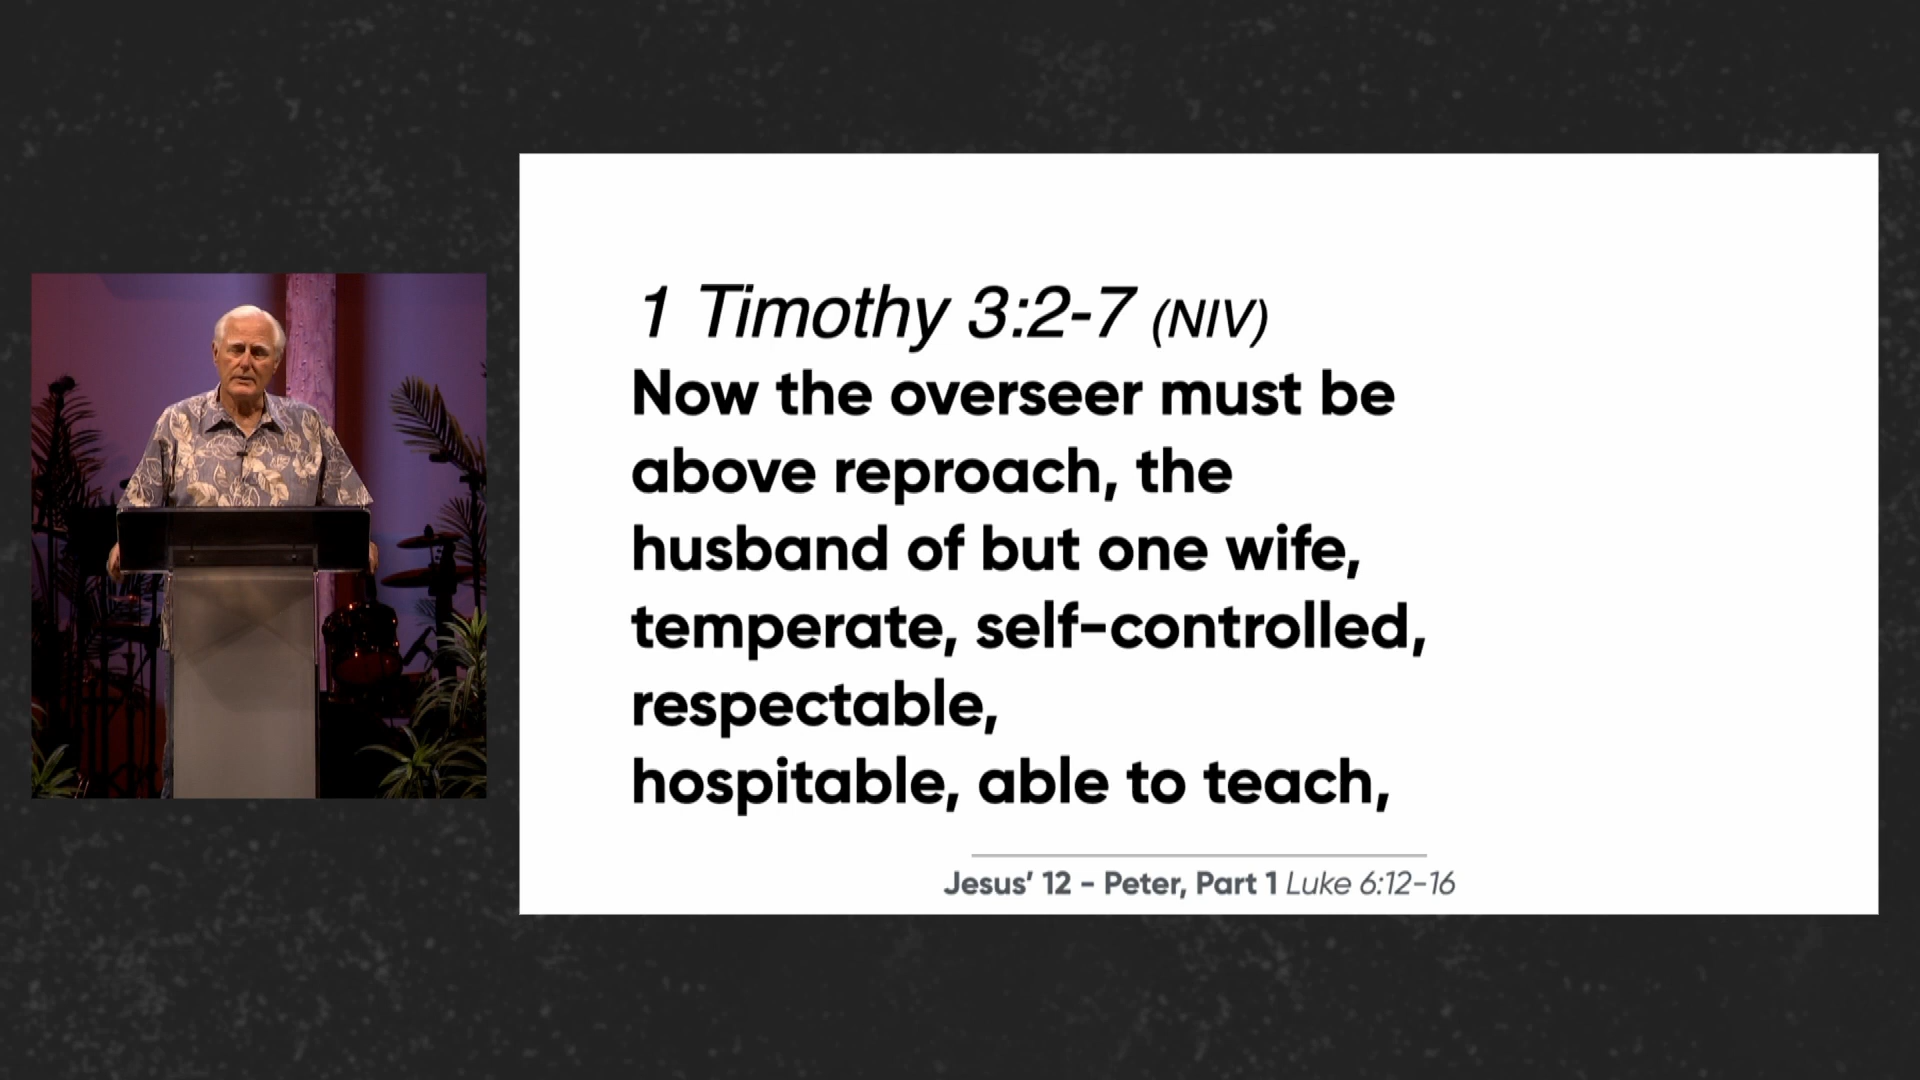 1 Timothy 3:2-7 (NIV)
Now the overseer must be
above reproach, the
husband of but one wife,
temperate, self-controlled,
respectable,
hospitable, able to teach,
Jesus’ 12 - Peter, Part 1 Luke 6:12-16